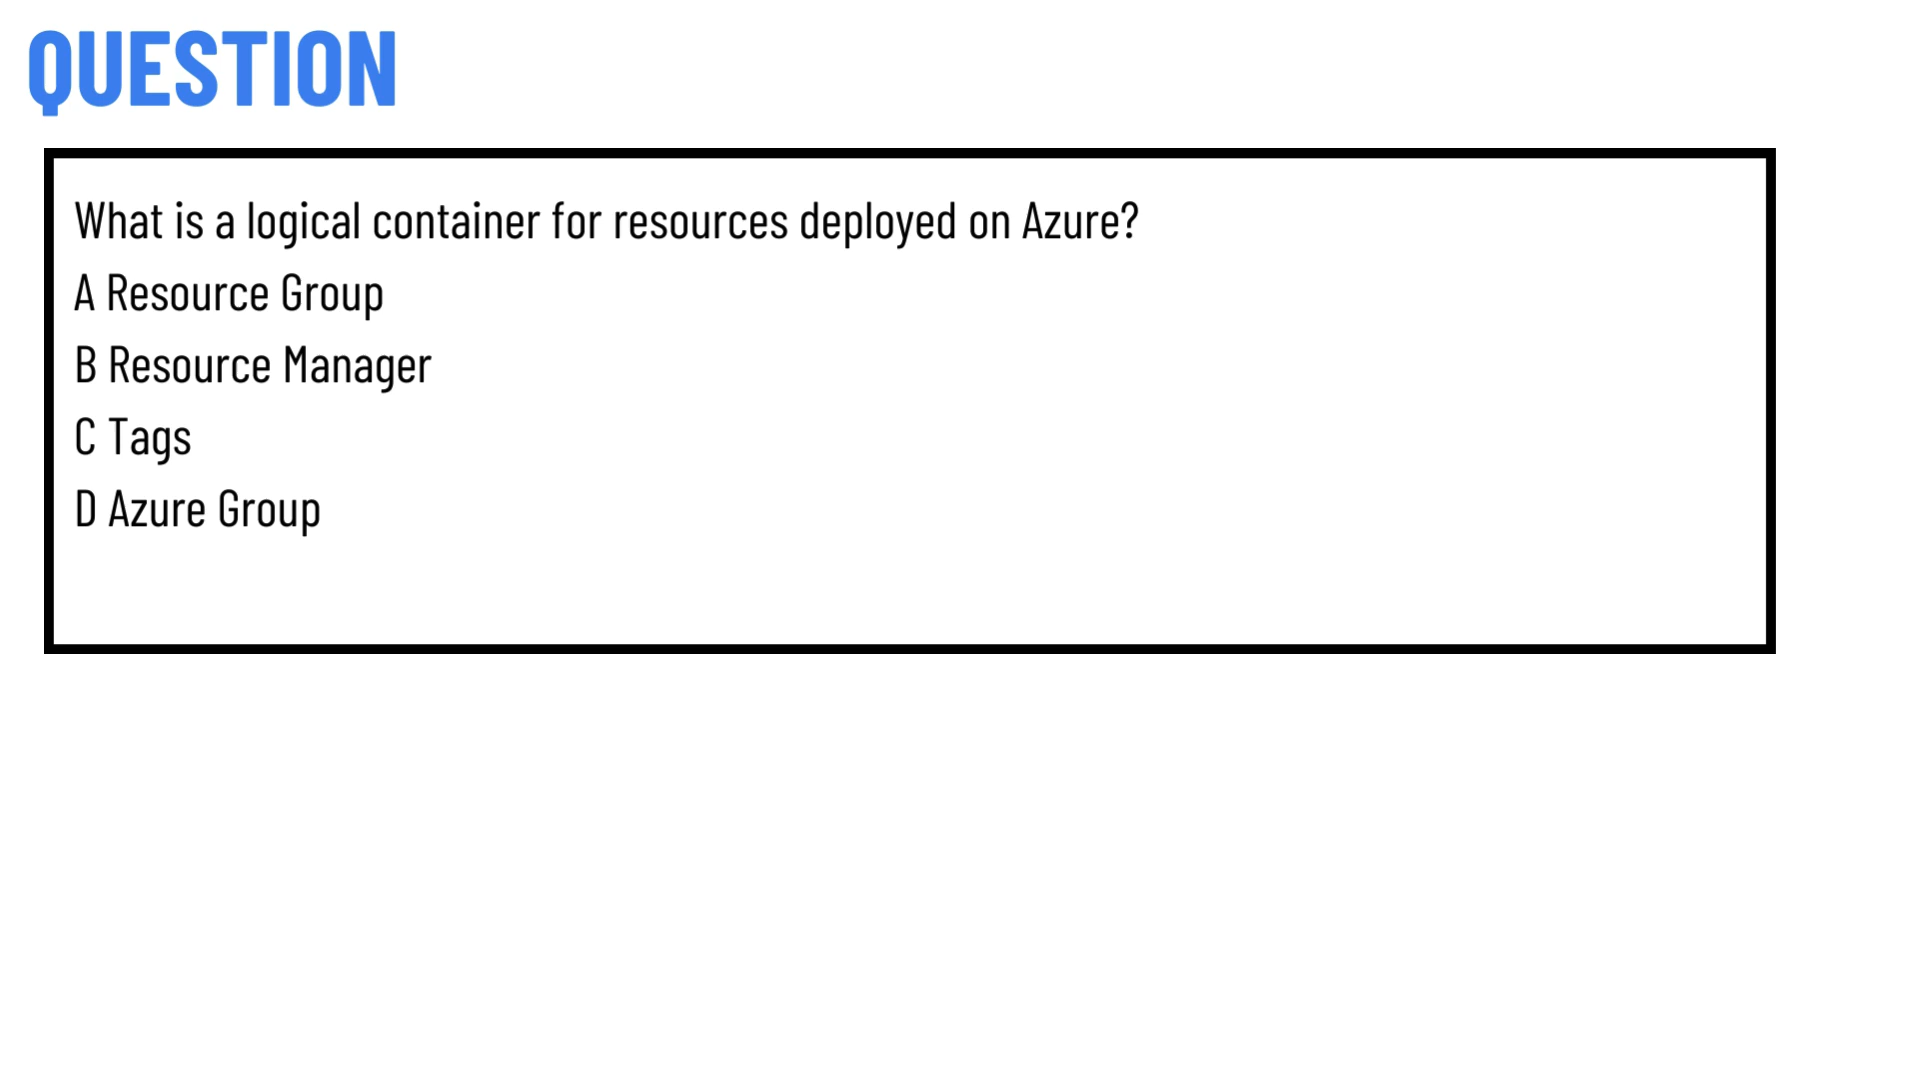 QUESTION
What is a logical container for resources deployed on Azure?
A Resource Group
B Resource Manager
C Tags
D Azure Group